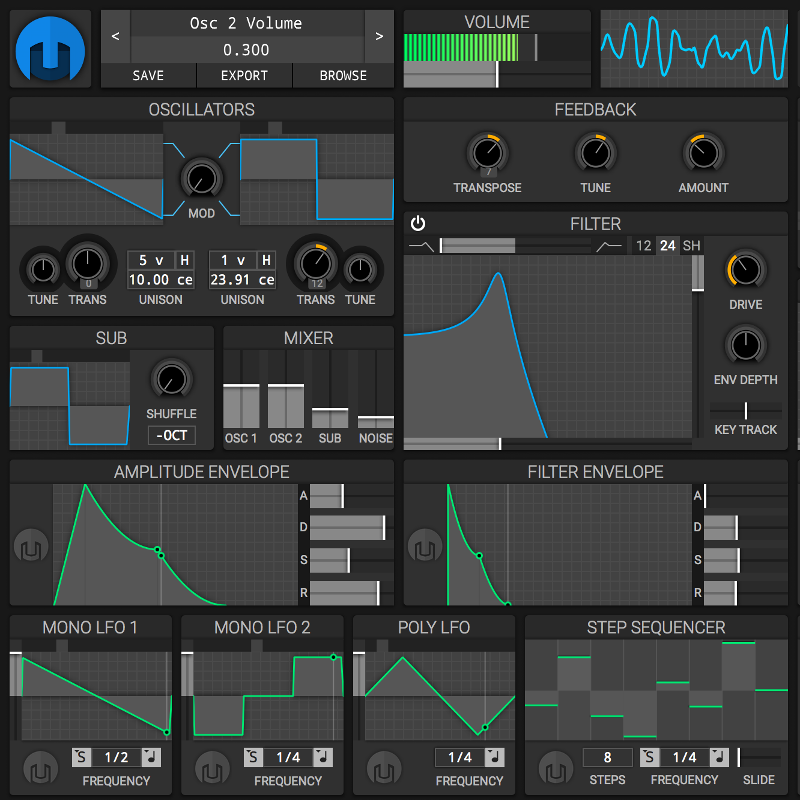 Osc 2 Volume
< >
0.300
SAVE EXPORT BROWSE
VOLUME
OSCILLATORS
MOD
TUNE TRANS
0
5 v H
10.00 ce
UNISON
1 v H
23.91 ce
UNISON
12
TRANS TUNE
FEEDBACK
7
TRANSPOSE TUNE AMOUNT
FILTER
12 24 SH
DRIVE
ENV DEPTH
KEY TRACK
SUB
SHUFFLE
-OCT
MIXER
OSC 1 OSC 2 SUB NOISE
AMPLITUDE ENVELOPE
A
D
S
R
FILTER ENVELOPE
A
D
S
R
MONO LFO 1
S 1/2
FREQUENCY
MONO LFO 2
S 1/4
FREQUENCY
POLY LFO
1/4
FREQUENCY
STEP SEQUENCER
8 S 1/4
STEPS FREQUENCY SLIDE